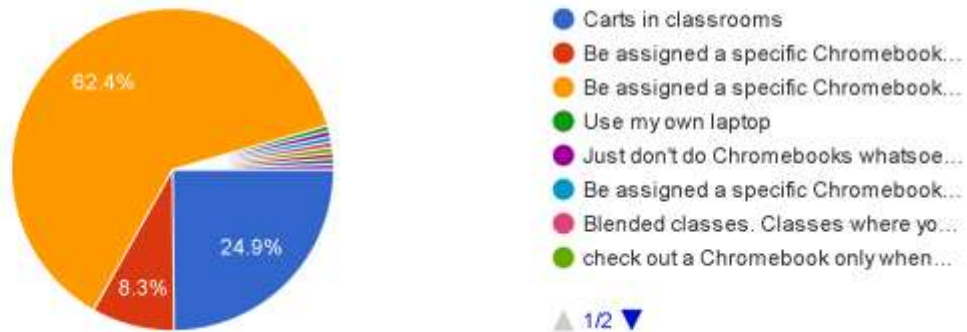 62.4%
24.9%
8.3%
Carts in classrooms
Be assigned a specific Chromebook...
Be assigned a specific Chromebook...
Use my own laptop
Just don't do Chromebooks whatsoe...
Be assigned a specific Chromebook...
Blended classes. Classes where yo...
check out a Chromebook only when...
1/2